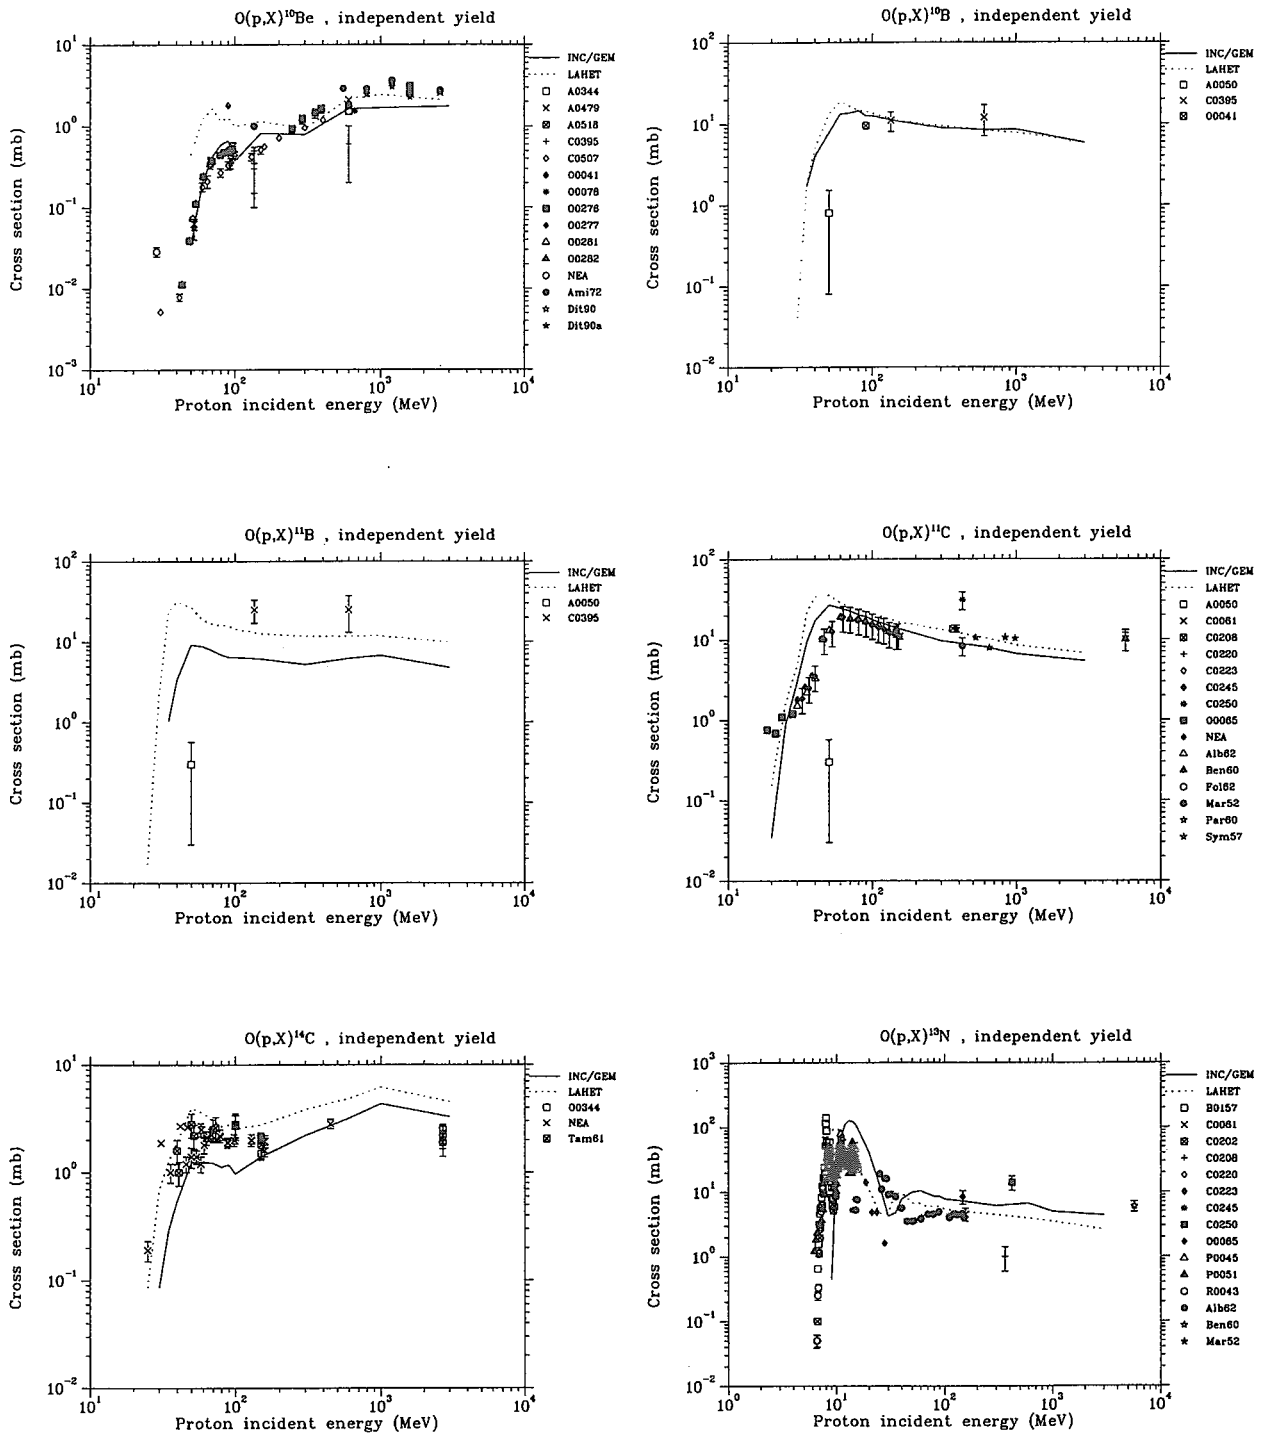 O(p,X)¹⁰Be , independent yield
Cross section (mb)
10¹
10⁰
10⁻¹
10⁻²
10⁻³
10¹ 10² 10³ 10⁴
Proton incident energy (MeV)
INC/GEM
LAHET
A0344
A0479
A0518
C0395
C0507
O0041
O0076
O0276
O0277
O0281
O0282
NEA
Ami72
Dit90
Dit90a
O(p,X)¹⁰B , independent yield
Cross section (mb)
10²
10¹
10⁰
10⁻¹
10⁻²
10¹ 10² 10³ 10⁴
Proton incident energy (MeV)
INC/GEM
LAHET
A0050
C0395
O0041
O(p,X)¹¹B , independent yield
Cross section (mb)
10²
10¹
10⁰
10⁻¹
10⁻²
10¹ 10² 10³ 10⁴
Proton incident energy (MeV)
INC/GEM
LAHET
A0050
C0395
O(p,X)¹¹C , independent yield
Cross section (mb)
10²
10¹
10⁰
10⁻¹
10⁻²
10¹ 10² 10³ 10⁴
Proton incident energy (MeV)
INC/GEM
LAHET
A0050
C0061
C0208
C0220
C0223
C0245
C0250
O0065
NEA
Alb62
Ben60
Fol62
Mar52
Par60
Sym57
O(p,X)¹⁴C , independent yield
Cross section (mb)
10¹
10⁰
10⁻¹
10⁻²
10¹ 10² 10³ 10⁴
Proton incident energy (MeV)
INC/GEM
LAHET
O0344
NEA
Tam61
O(p,X)¹³N , independent yield
Cross section (mb)
10³
10²
10¹
10⁰
10⁻¹
10⁻²
10⁰ 10¹ 10² 10³ 10⁴
Proton incident energy (MeV)
INC/GEM
LAHET
B0157
C0061
C0202
C0208
C0220
C0223
C0245
C0250
O0065
P0045
P0051
R0043
Alb62
Ben60
Mar52